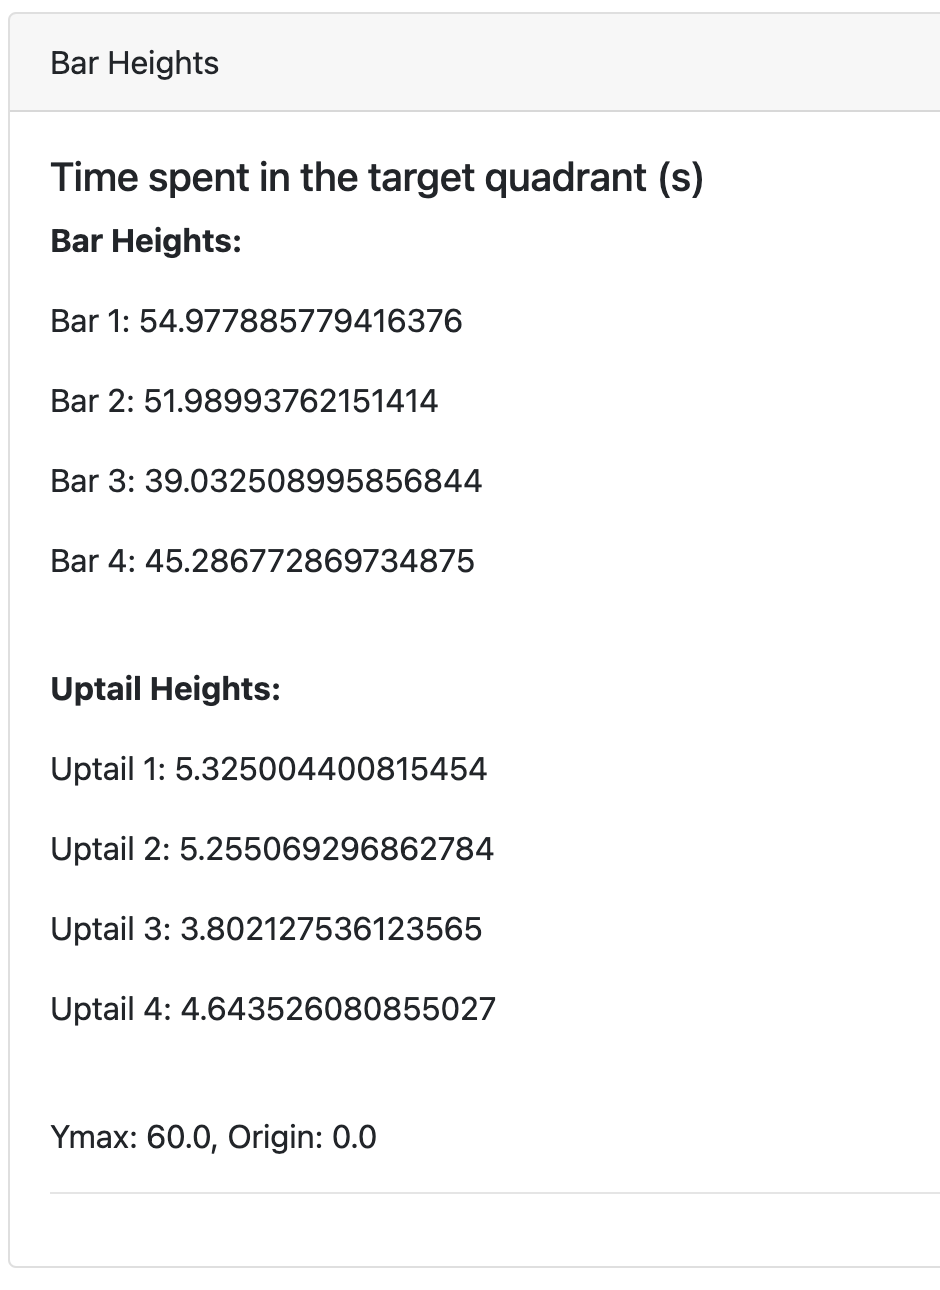 Bar Heights
Time spent in the target quadrant (s)
Bar Heights:
Bar 1: 54.977885779416376
Bar 2: 51.98993762151414
Bar 3: 39.032508995856844
Bar 4: 45.286772869734875
Uptail Heights:
Uptail 1: 5.325004400815454
Uptail 2: 5.255069296862784
Uptail 3: 3.802127536123565
Uptail 4: 4.643526080855027
Ymax: 60.0, Origin: 0.0